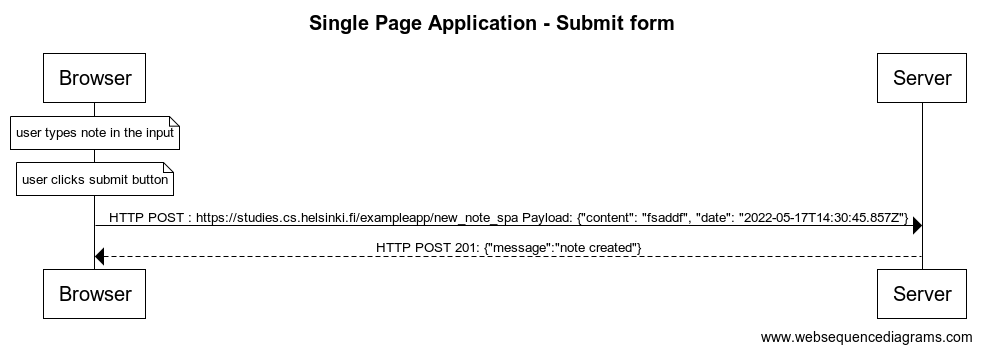 Single Page Application - Submit form
Browser
Server
user types note in the input
user clicks submit button
HTTP POST : https://studies.cs.helsinki.fi/exampleapp/new_note_spa Payload: {"content": "fsaddf", "date": "2022-05-17T14:30:45.857Z"}
HTTP POST 201: {"message":"note created"}
Browser
Server
www.websequencediagrams.com